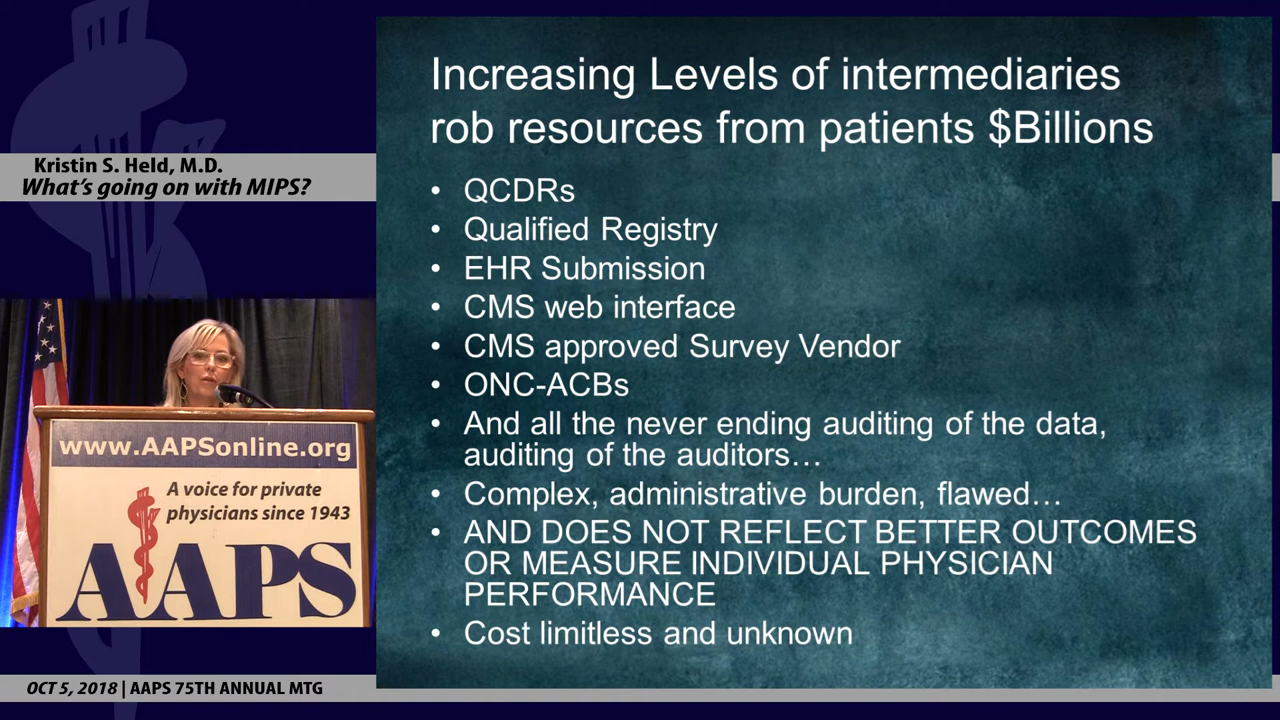 Kristin S. Held, M.D.
What's going on with MIPS?
www.AAPSonline.org
A voice for private
physicians since 1943
AAPS
OCT 5, 2018 | AAPS 75TH ANNUAL MTG
Increasing Levels of intermediaries
rob resources from patients $Billions
• QCDRs
• Qualified Registry
• EHR Submission
• CMS web interface
• CMS approved Survey Vendor
• ONC-ACBs
• And all the never ending auditing of the data,
auditing of the auditors…
• Complex, administrative burden, flawed…
• AND DOES NOT REFLECT BETTER OUTCOMES
OR MEASURE INDIVIDUAL PHYSICIAN
PERFORMANCE
• Cost limitless and unknown